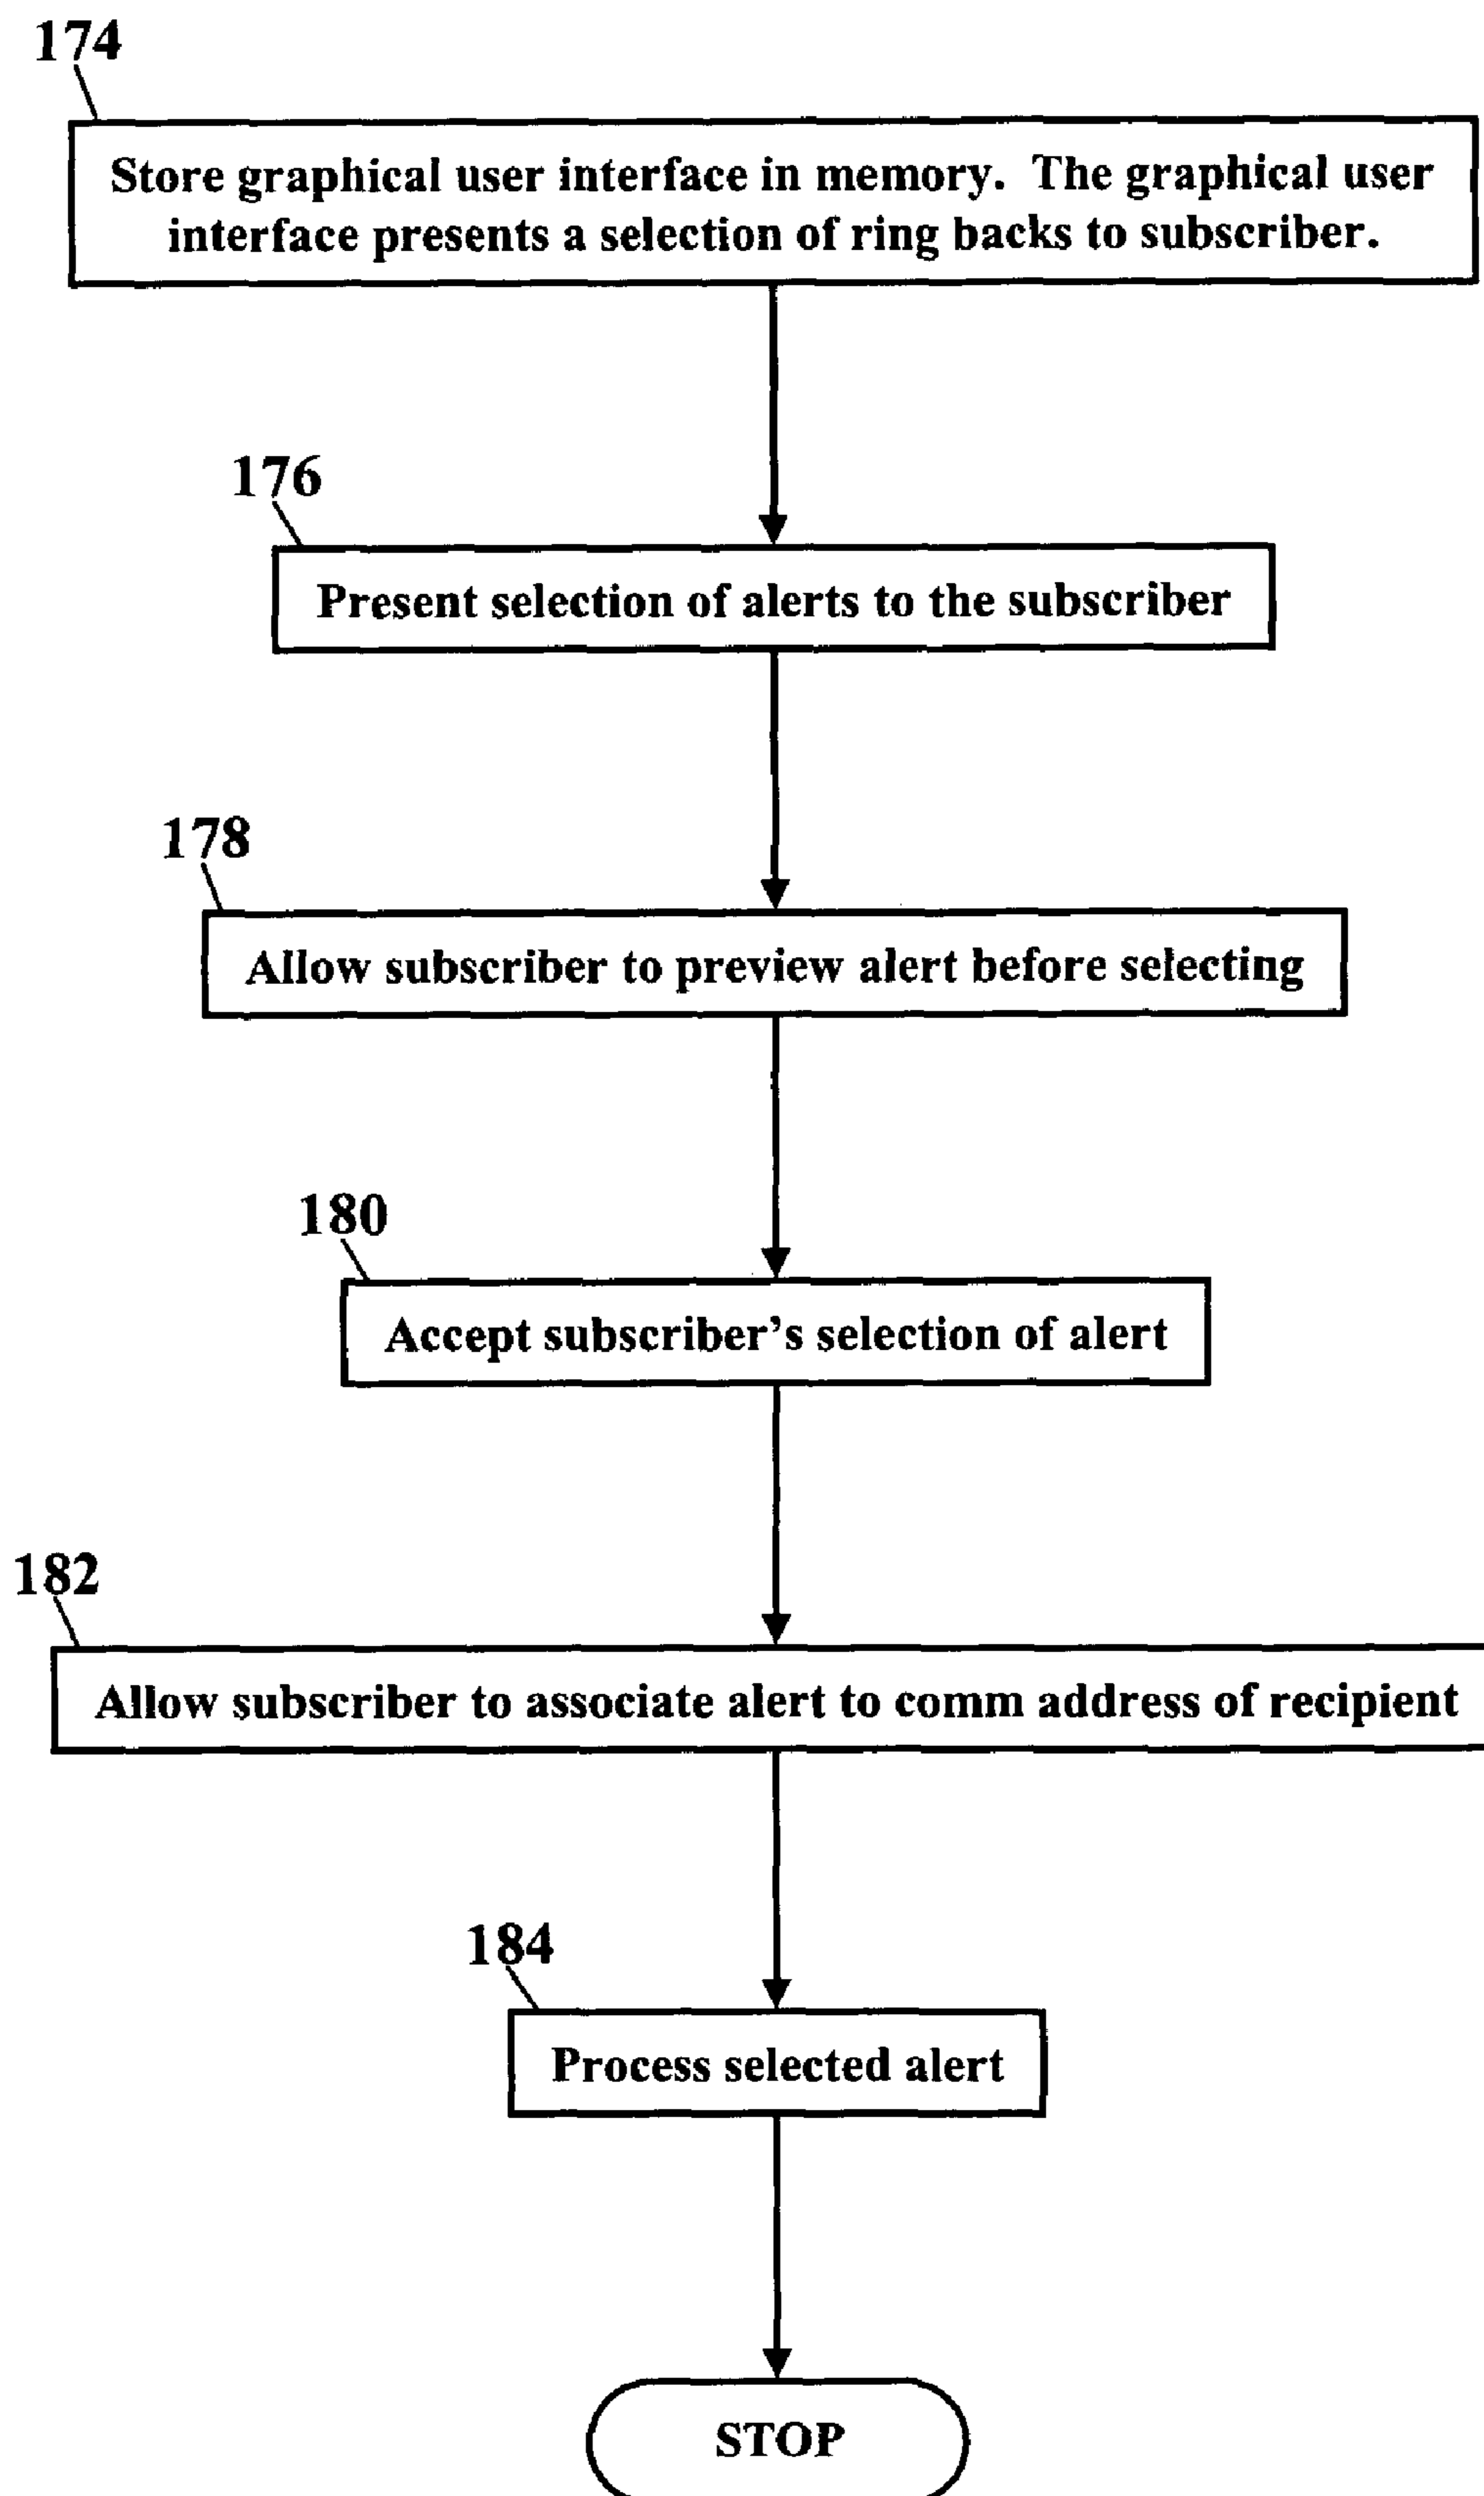 174
Store graphical user interface in memory. The graphical user
interface presents a selection of ring backs to subscriber.
176
Present selection of alerts to the subscriber
178
Allow subscriber to preview alert before selecting
180
Accept subscriber's selection of alert
182
Allow subscriber to associate alert to comm address of recipient
184
Process selected alert
STOP